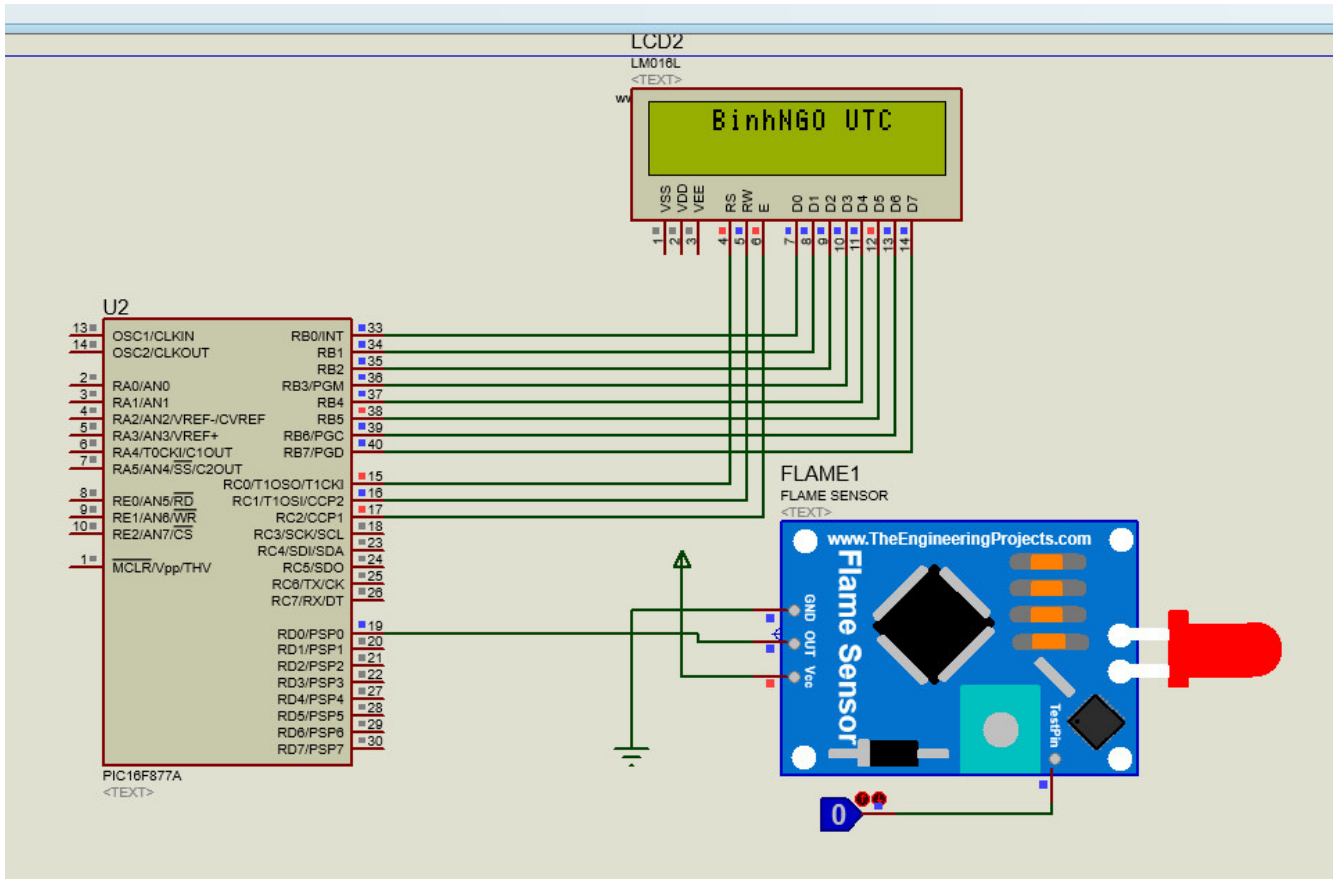 LCD2
LM016L
<TEXT>
BinhNGO UTC
VSS
VDD
VEE
RS
RW
E
D0
D1
D2
D3
D4
D5
D6
D7
1
2
3
4
5
6
7
8
9
10
11
12
13
14
U2
13 OSC1/CLKIN RB0/INT 33
14 OSC2/CLKOUT RB1 34
RB2 35
2 RA0/AN0 RB3/PGM 36
3 RA1/AN1 RB4 37
4 RA2/AN2/VREF-/CVREF RB5 38
5 RA3/AN3/VREF+ RB6/PGC 39
6 RA4/T0CKI/C1OUT RB7/PGD 40
7 RA5/AN4/SS/C2OUT
RC0/T1OSO/T1CKI 15
8 RE0/AN5/RD RC1/T1OSI/CCP2 16
9 RE1/AN6/WR RC2/CCP1 17
10 RE2/AN7/CS RC3/SCK/SCL 18
RC4/SDI/SDA 23
1 MCLR/Vpp/THV RC5/SDO 24
RC6/TX/CK 25
RC7/RX/DT 26
RD0/PSP0 19
RD1/PSP1 20
RD2/PSP2 21
RD3/PSP3 22
RD4/PSP4 27
RD5/PSP5 28
RD6/PSP6 29
RD7/PSP7 30
PIC16F877A
<TEXT>
FLAME1
FLAME SENSOR
<TEXT>
www.TheEngineeringProjects.com
GND
OUT
Vcc
Flame Sensor
TestPin
0